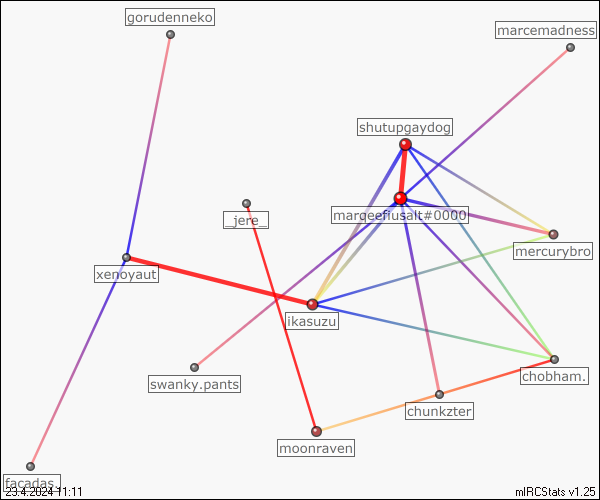 gorudenneko
marcemadness
shutupgaydog
marqeefiusalt#0000
_jere_
mercurybro
xenoyaut
ikasuzu
swanky.pants
chobham.
chunkzter
moonraven
facadas.
23.4.2024 11:11
mIRCStats v1.25